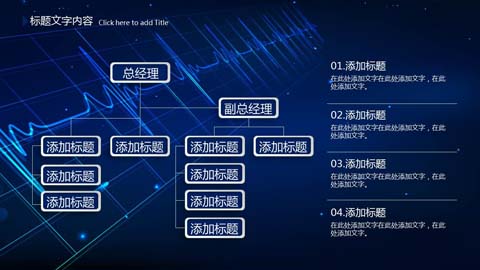 标题文字内容 Click here to add Title
总经理
副总经理
添加标题 添加标题 添加标题 添加标题
添加标题 添加标题
添加标题 添加标题
添加标题
01.添加标题
在此处添加文字在此处添加文字，在此
处添加文字。
02.添加标题
在此处添加文字在此处添加文字，在此
处添加文字。
03.添加标题
在此处添加文字在此处添加文字，在此
处添加文字。
04.添加标题
在此处添加文字在此处添加文字，在此
处添加文字。